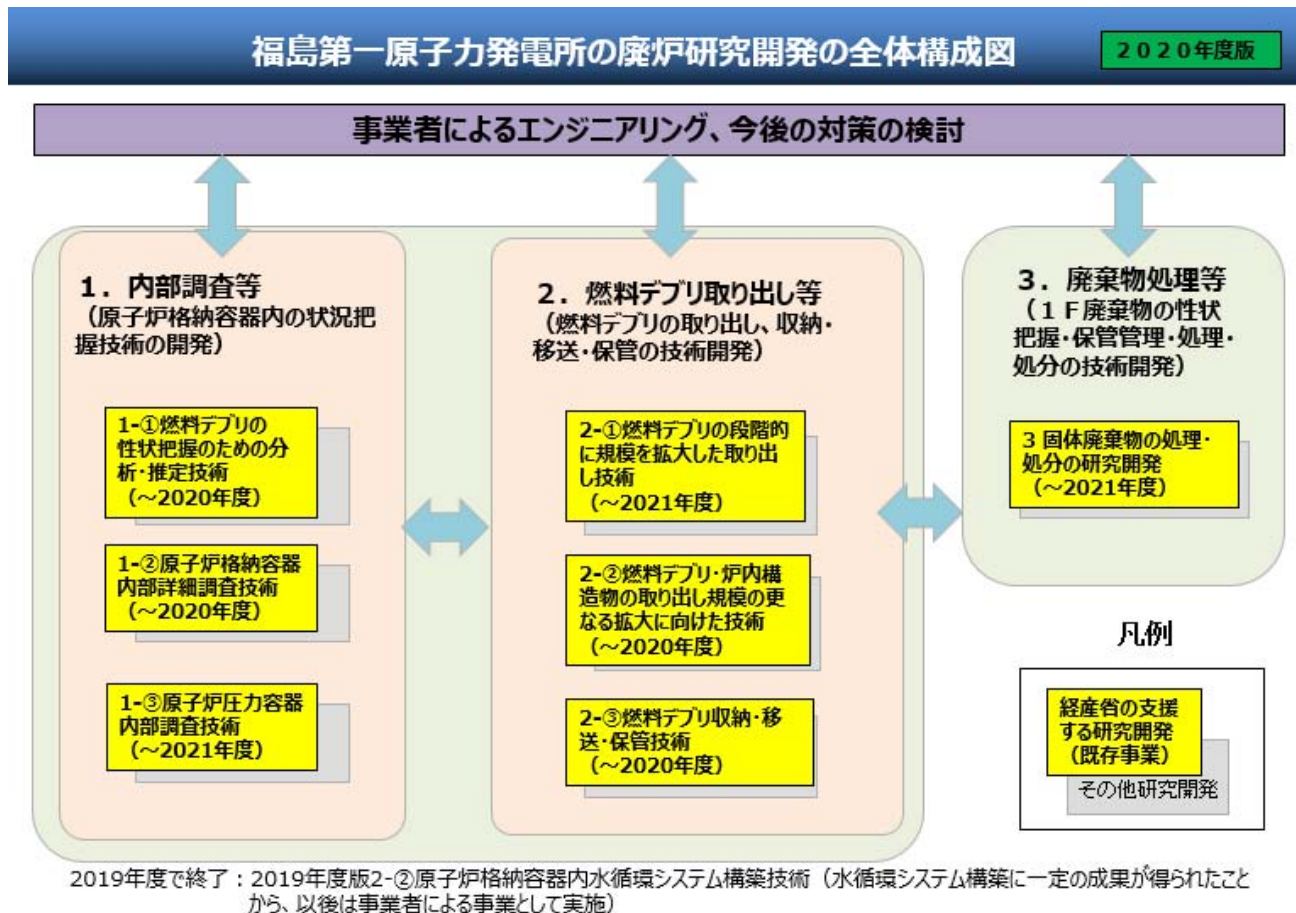 福島第一原子力発電所の廃炉研究開発の全体構成図
2020年度版
事業者によるエンジニアリング、今後の対策の検討
1．内部調査等
（原子炉格納容器内の状況把
握技術の開発）
1-①燃料デブリの
性状把握のための分
析・推定技術
（～2020年度）
1-②原子炉格納容器
内部詳細調査技術
（～2020年度）
1-③原子炉圧力容器
内部調査技術
（～2021年度）
2．燃料デブリ取り出し等
（燃料デブリの取り出し、収納・
移送・保管の技術開発）
2-①燃料デブリの段階的
に規模を拡大した取り出
し技術
（～2021年度）
2-②燃料デブリ・炉内構
造物の取り出し規模の更
なる拡大に向けた技術
（～2020年度）
2-③燃料デブリ収納・移
送・保管技術
（～2020年度）
3．廃棄物処理等
（１Ｆ廃棄物の性状
把握・保管管理・処理・
処分の技術開発）
3 固体廃棄物の処理・
処分の研究開発
（～2021年度）
凡例
経産省の支援
する研究開発
（既存事業）
その他研究開発
2019年度で終了：2019年度版2-②原子炉格納容器内水循環システム構築技術（水循環システム構築に一定の成果が得られたこと
から、以後は事業者による事業として実施）